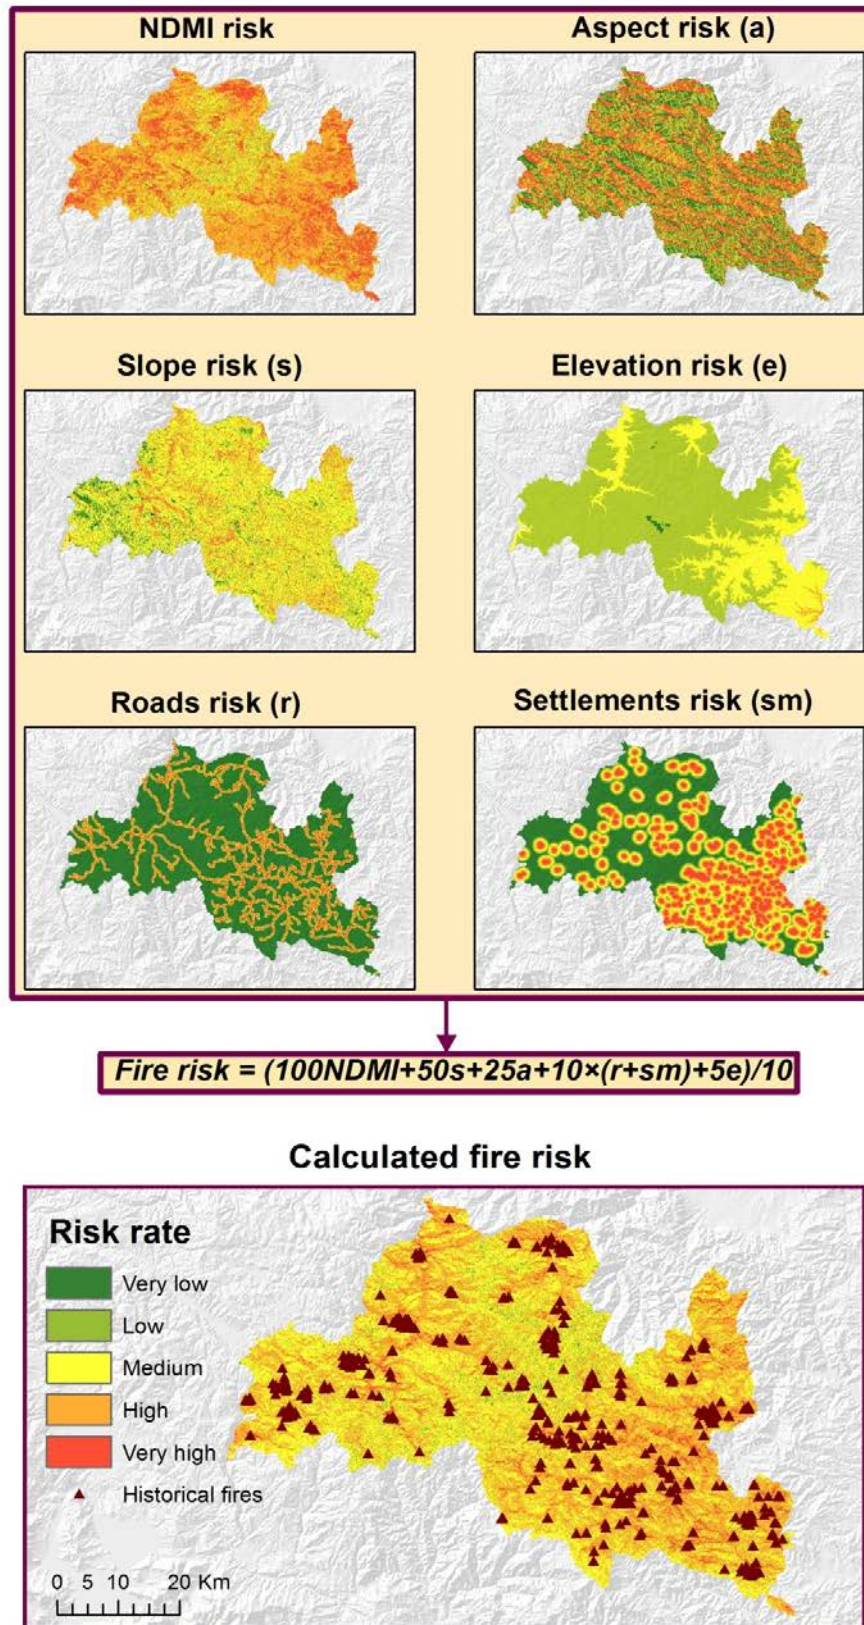 NDMI risk
Aspect risk (a)
Slope risk (s)
Elevation risk (e)
Roads risk (r)
Settlements risk (sm)
Fire risk = (100NDMI+50s+25a+10×(r+sm)+5e)/10
Calculated fire risk
Risk rate
Very low
Low
Medium
High
Very high
Historical fires
0 5 10 20 Km